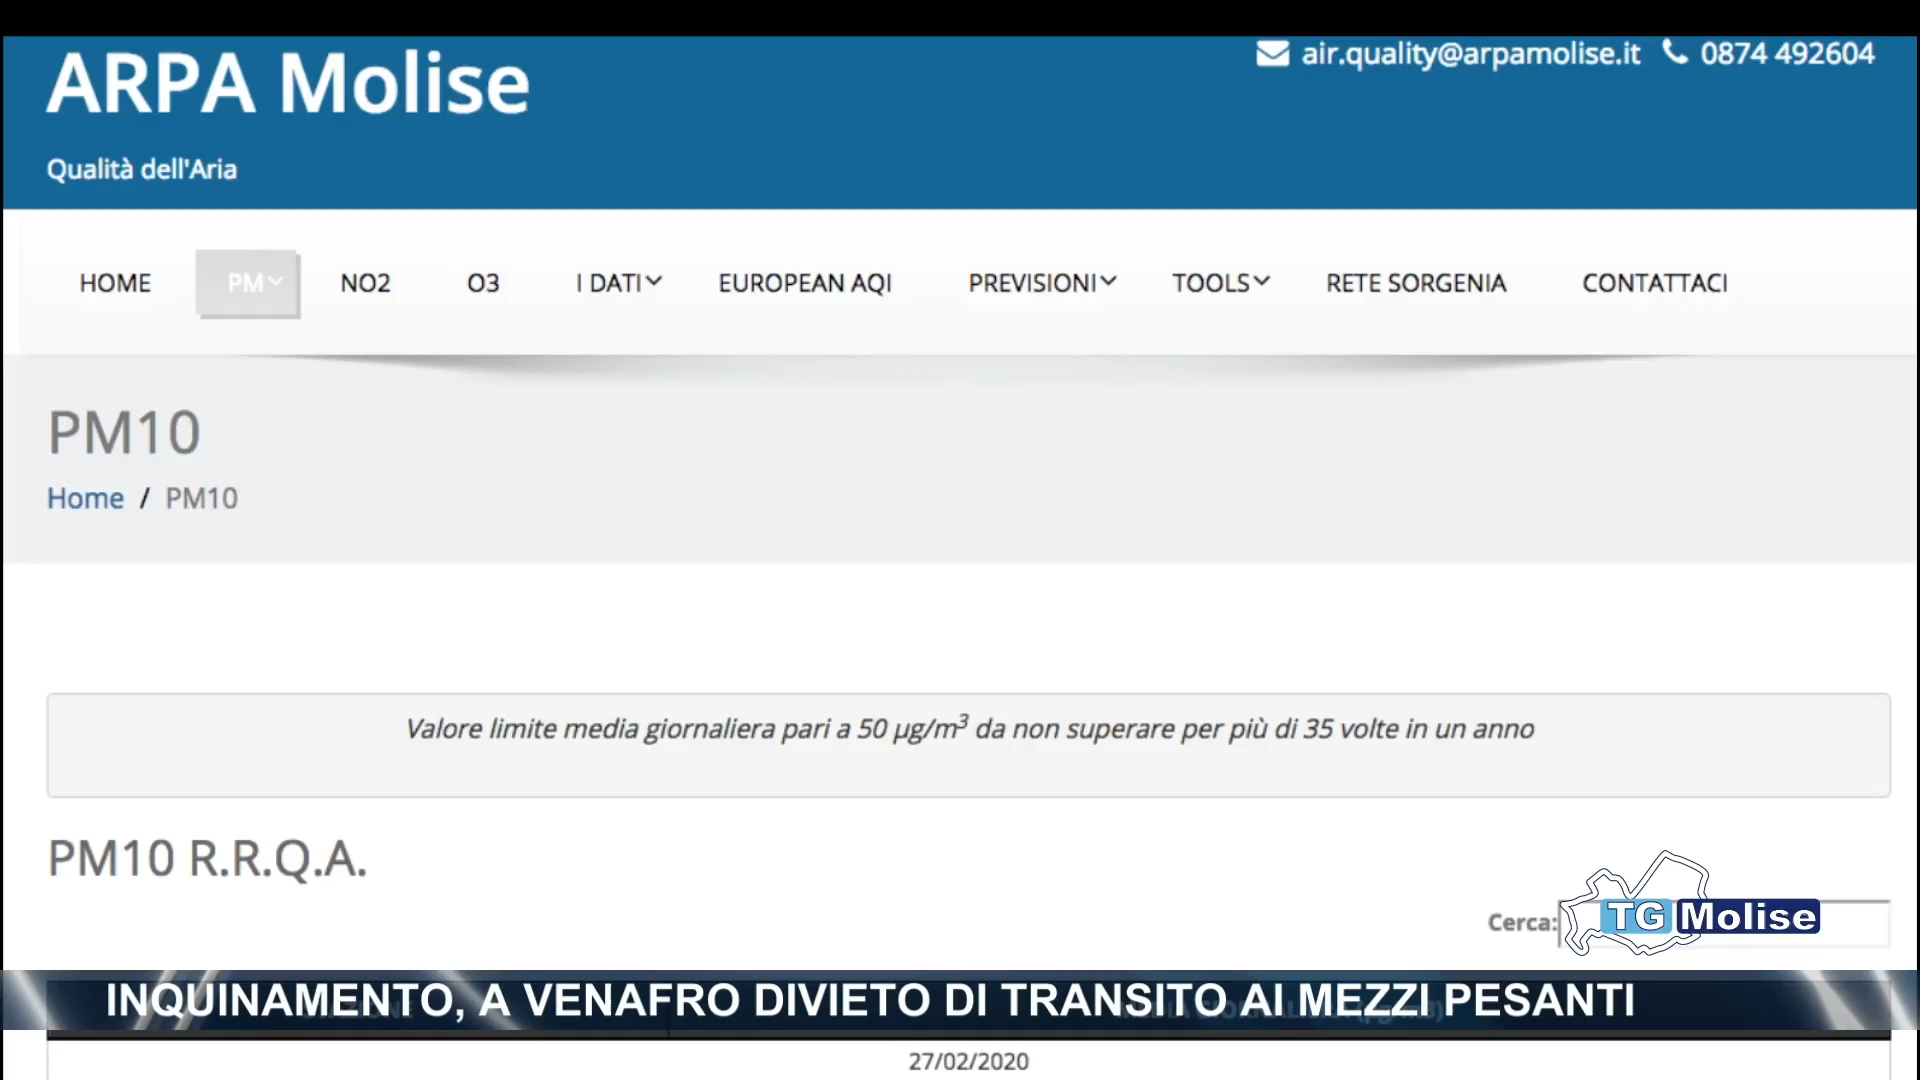 ARPA Molise
air.quality@arpamolise.it 0874 492604
Qualità dell'Aria
HOME PM NO2 O3 I DATI EUROPEAN AQI PREVISIONI TOOLS RETE SORGENIA CONTATTACI
PM10
Home / PM10
Valore limite media giornaliera pari a 50 µg/m³ da non superare per più di 35 volte in un anno
PM10 R.R.Q.A.
Cerca:
TG Molise
INQUINAMENTO, A VENAFRO DIVIETO DI TRANSITO AI MEZZI PESANTI
27/02/2020